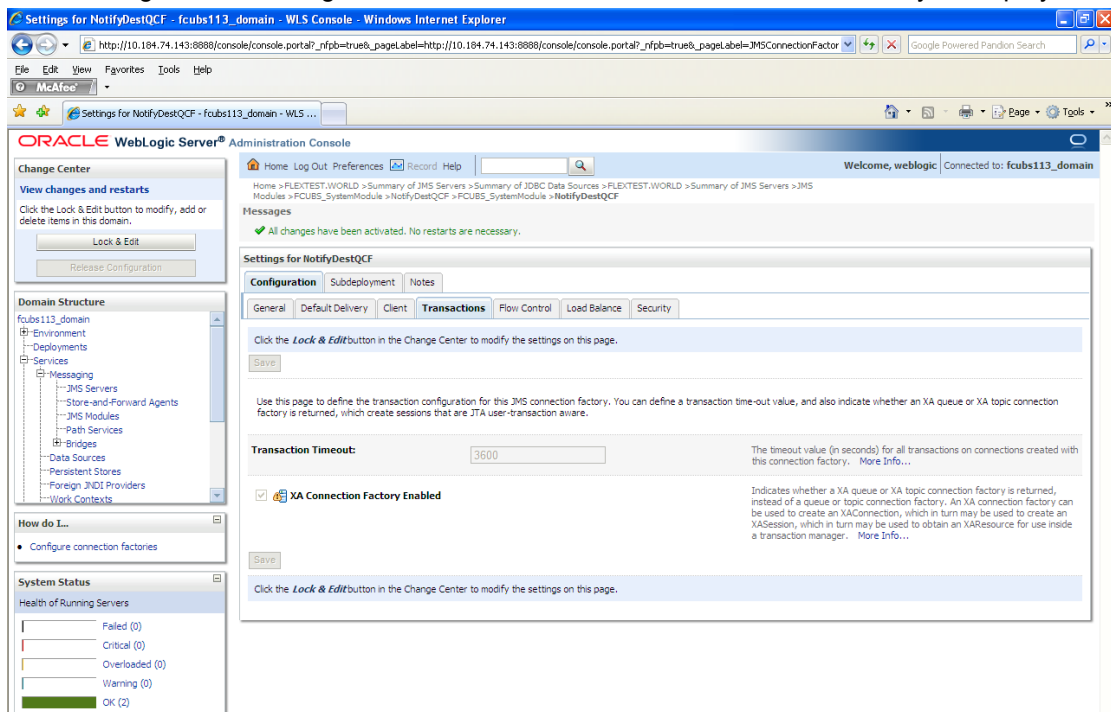 Settings for NotifyDestQCF - fcubs113_domain - WLS Console - Windows Internet Explorer
http://10.184.74.143:8888/console/console.portal?_nfpb=true&_pageLabel=http://10.184.74.143:8888/console/console.portal?_nfpb=true&_pageLabel=JMSConnectionFactor
Google Powered Pandion Search
File Edit View Favorites Tools Help
McAfee
Settings for NotifyDestQCF - fcubs113_domain - WLS ...
Page Tools
ORACLE WebLogic Server® Administration Console
Change Center
View changes and restarts
Click the Lock & Edit button to modify, add or
delete items in this domain.
Lock & Edit
Release Configuration
Domain Structure
fcubs113_domain
Environment
Deployments
Services
Messaging
JMS Servers
Store-and-Forward Agents
JMS Modules
Path Services
Bridges
Data Sources
Persistent Stores
Foreign JNDI Providers
Work Contexts
How do I...
Configure connection factories
System Status
Health of Running Servers
Failed (0)
Critical (0)
Overloaded (0)
Warning (0)
OK (2)
Home Log Out Preferences Record Help
Welcome, weblogic Connected to: fcubs113_domain
Home >FLEXTEST.WORLD >Summary of JMS Servers >Summary of JDBC Data Sources >FLEXTEST.WORLD >Summary of JMS Servers >JMS
Modules >FCUBS_SystemModule >NotifyDestQCF >FCUBS_SystemModule >NotifyDestQCF
Messages
All changes have been activated. No restarts are necessary.
Settings for NotifyDestQCF
Configuration Subdeployment Notes
General Default Delivery Client Transactions Flow Control Load Balance Security
Click the Lock & Edit button in the Change Center to modify the settings on this page.
Save
Use this page to define the transaction configuration for this JMS connection factory. You can define a transaction time-out value, and also indicate whether an XA queue or XA topic connection
factory is returned, which create sessions that are JTA user-transaction aware.
Transaction Timeout:
3600
The timeout value (in seconds) for all transactions on connections created with
this connection factory. More Info...
XA Connection Factory Enabled
Indicates whether a XA queue or XA topic connection factory is returned,
instead of a queue or topic connection factory. An XA connection factory can
be used to create an XAConnection, which in turn may be used to create an
XASession, which in turn may be used to obtain an XAResource for use inside
a transaction manager. More Info...
Save
Click the Lock & Edit button in the Change Center to modify the settings on this page.